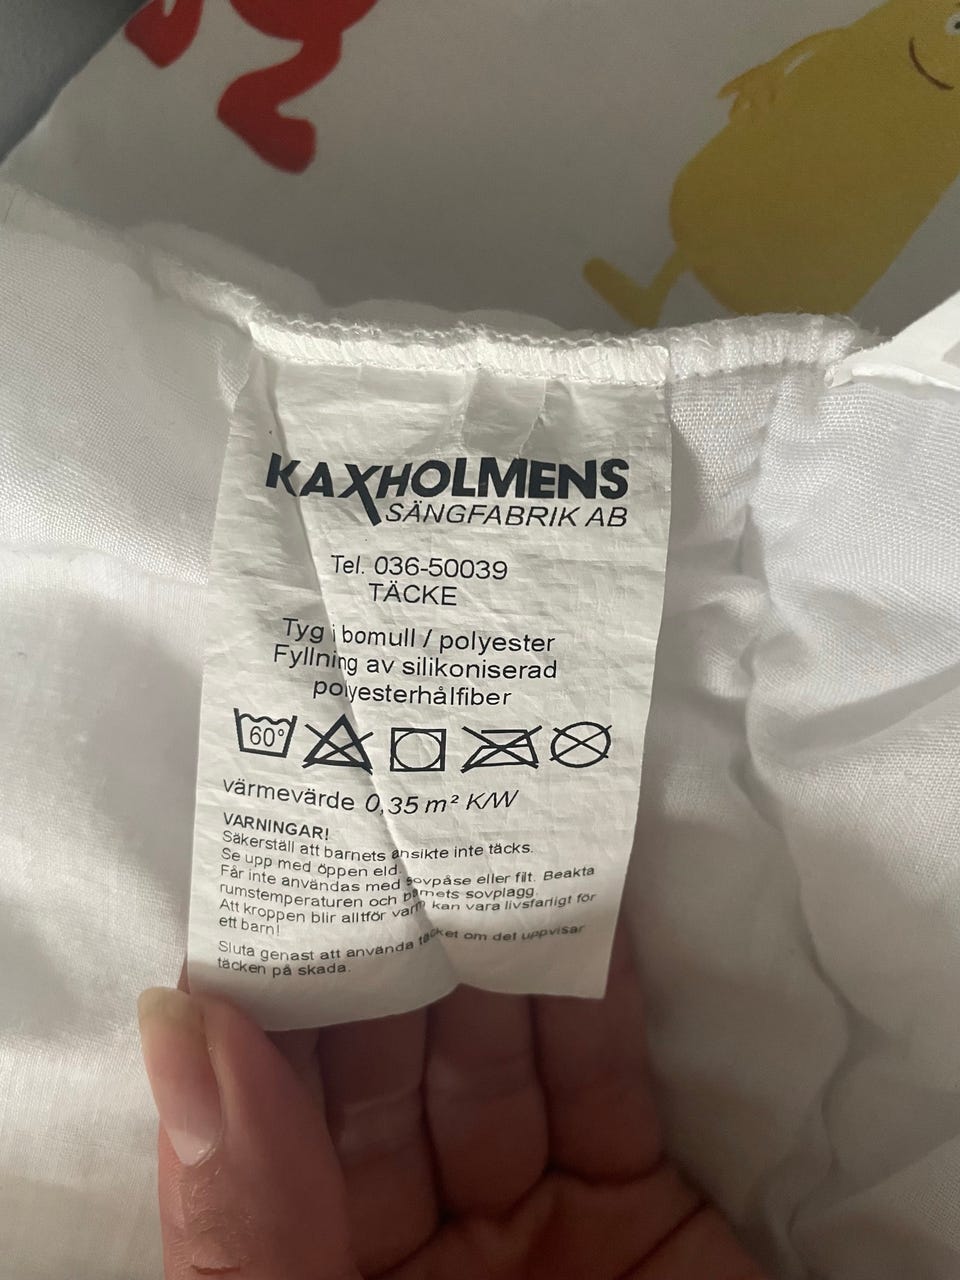 KAXHOLMENS
SÄNGFABRIK AB
Tel. 036-50039
TÄCKE
Tyg i bomull / polyester
Fyllning av silikoniserad
polyesterhålfiber
60°
värmevärde 0,35 m² K/W
VARNINGAR!
Säkerställ att barnets ansikte inte täcks.
Se upp med öppen eld.
Får inte användas med sovpåse eller filt. Beakta
rumstemperaturen och barnets sovplagg.
Att kroppen blir alltför varm kan vara livsfarligt för
ett barn!
Sluta genast att använda täcket om det uppvisar
täcken på skada.